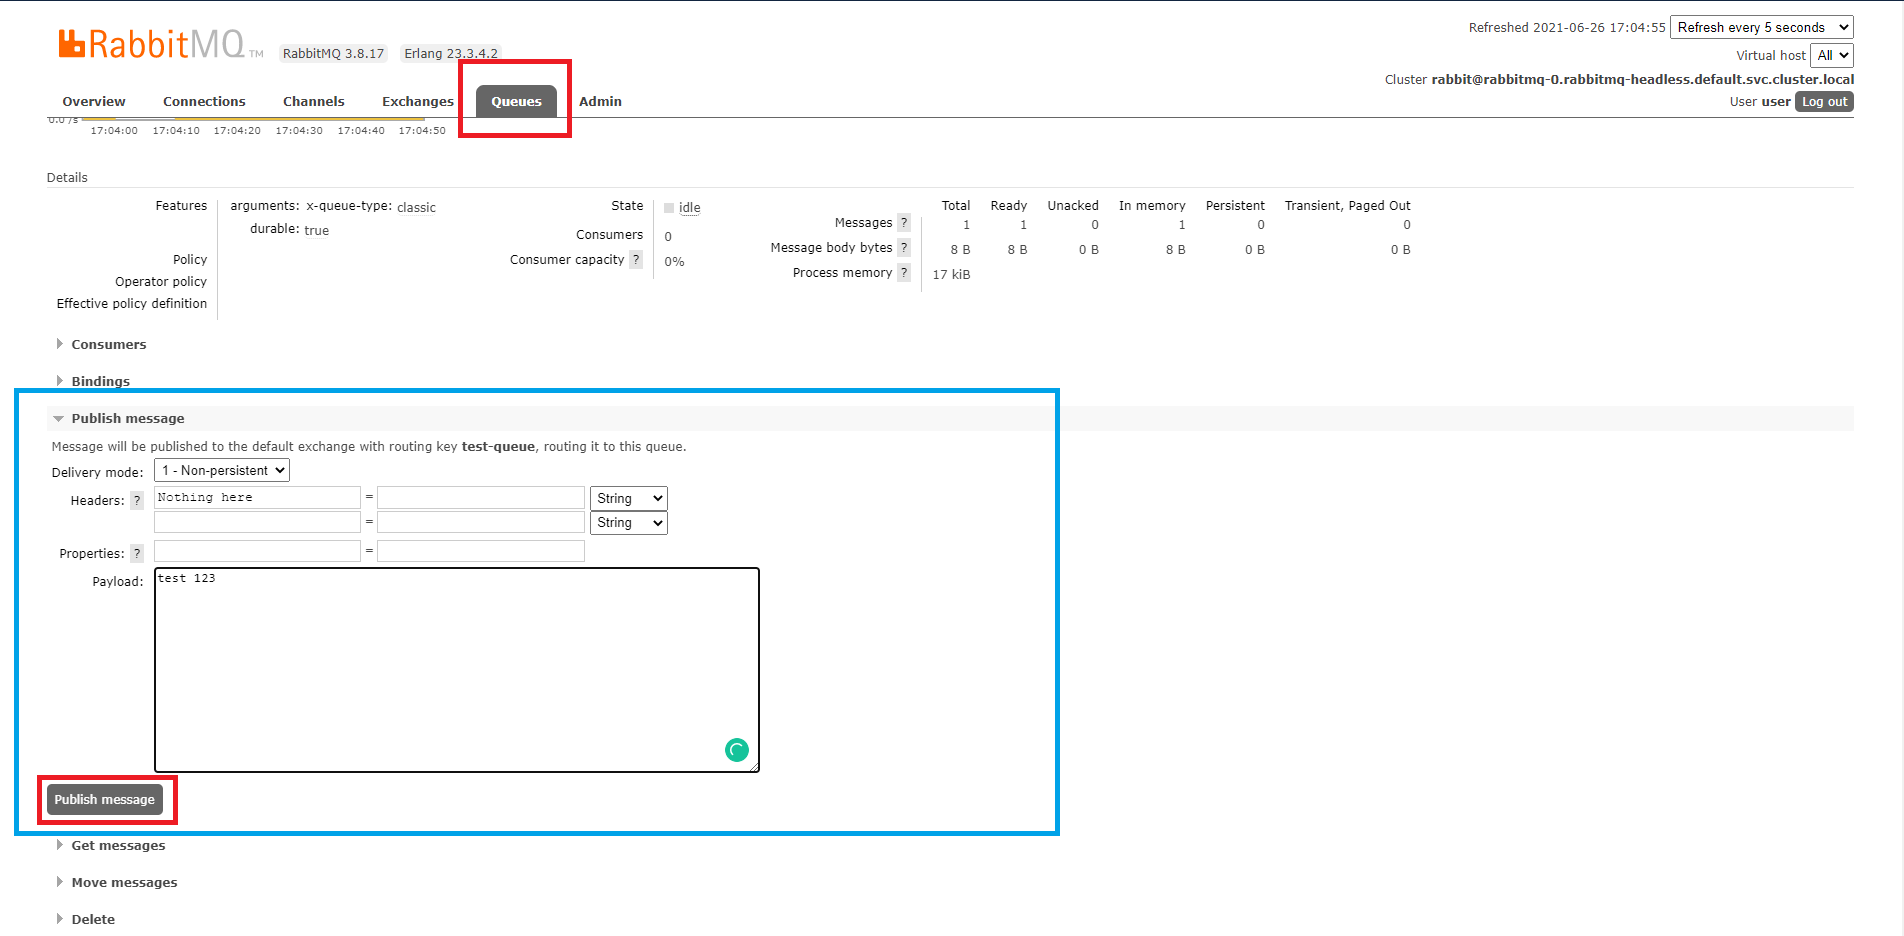 RabbitMQ TM RabbitMQ 3.8.17 Erlang 23.3.4.2
Refreshed 2021-06-26 17:04:55 Refresh every 5 seconds
Virtual host All
Cluster rabbit@rabbitmq-0.rabbitmq-headless.default.svc.cluster.local
User user Log out
Overview Connections Channels Exchanges Queues Admin
0.0 /s
17:04:00 17:04:10 17:04:20 17:04:30 17:04:40 17:04:50
Details
Features arguments: x-queue-type: classic
durable: true
Policy
Operator policy
Effective policy definition
State idle
Consumers 0
Consumer capacity ? 0%
Total Ready Unacked In memory Persistent Transient, Paged Out
Messages ? 1 1 0 1 0 0
Message body bytes ? 8 B 8 B 0 B 8 B 0 B 0 B
Process memory ? 17 kiB
Consumers
Bindings
Publish message
Message will be published to the default exchange with routing key test-queue, routing it to this queue.
Delivery mode: 1 - Non-persistent
Headers: ? Nothing here = String
= String
Properties: ? =
Payload: test 123
Publish message
Get messages
Move messages
Delete